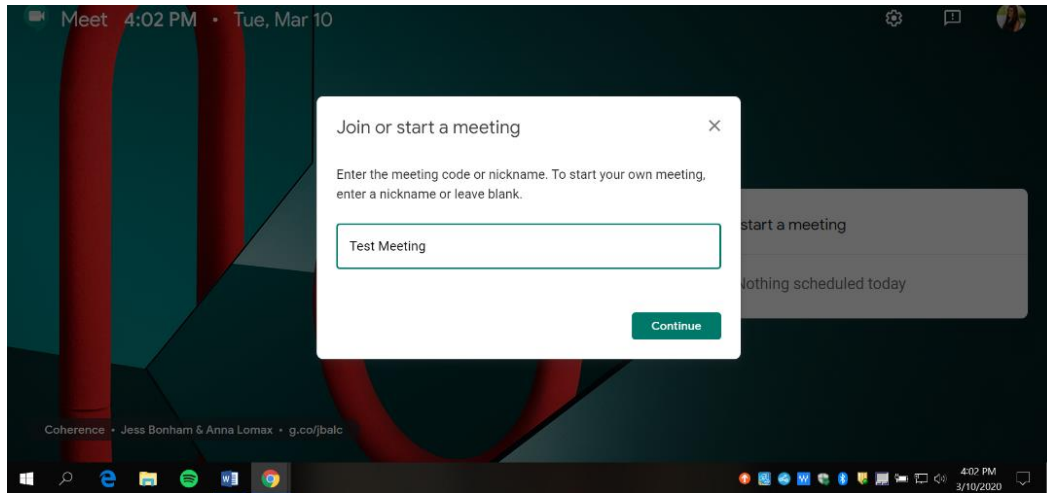 Meet 4:02 PM • Tue, Mar 10
Join or start a meeting
Enter the meeting code or nickname. To start your own meeting,
enter a nickname or leave blank.
Test Meeting
Continue
start a meeting
Nothing scheduled today
Coherence • Jess Bonham & Anna Lomax • g.co/jbalc
4:02 PM
3/10/2020